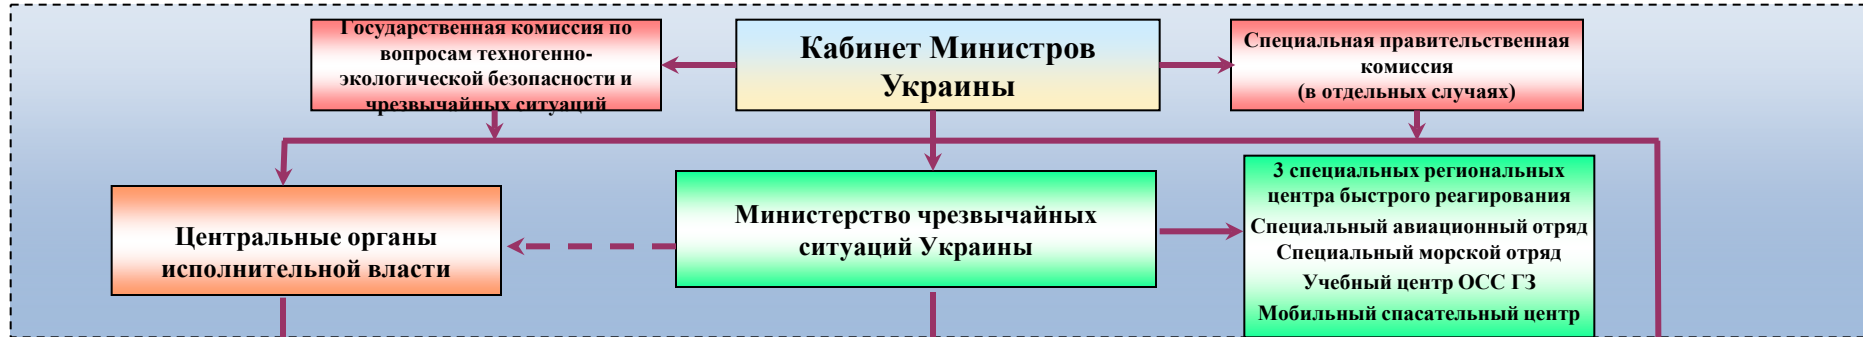 Государственная комиссия по
вопросам техногенно-
экологической безопасности и
чрезвычайных ситуаций
Кабинет Министров
Украины
Специальная правительственная
комиссия
(в отдельных случаях)
Центральные органы
исполнительной власти
Министерство чрезвычайных
ситуаций Украины
3 специальных региональных
центра быстрого реагирования
Специальный авиационный отряд
Специальный морской отряд
Учебный центр ОСС ГЗ
Мобильный спасательный центр